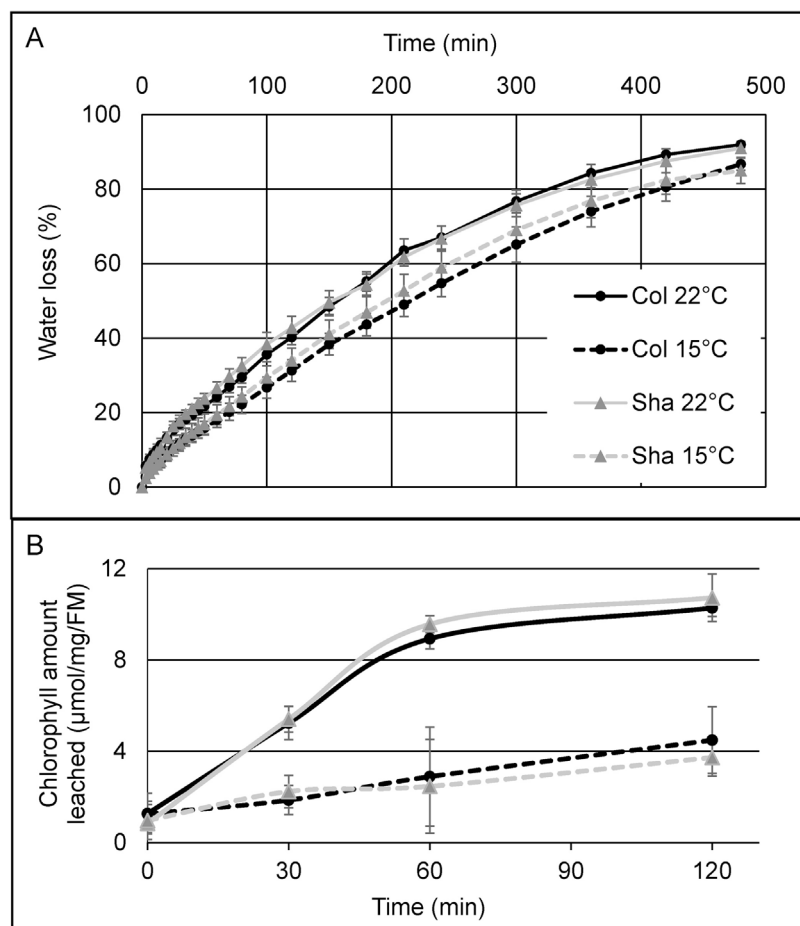 A
Time (min)
0 100 200 300 400 500
100
80
60
40
20
0
Water loss (%)
Col 22°C
Col 15°C
Sha 22°C
Sha 15°C
B
12
8
4
0
Chlorophyll amount
leached (µmol/mg/FM)
0 30 60 90 120
Time (min)